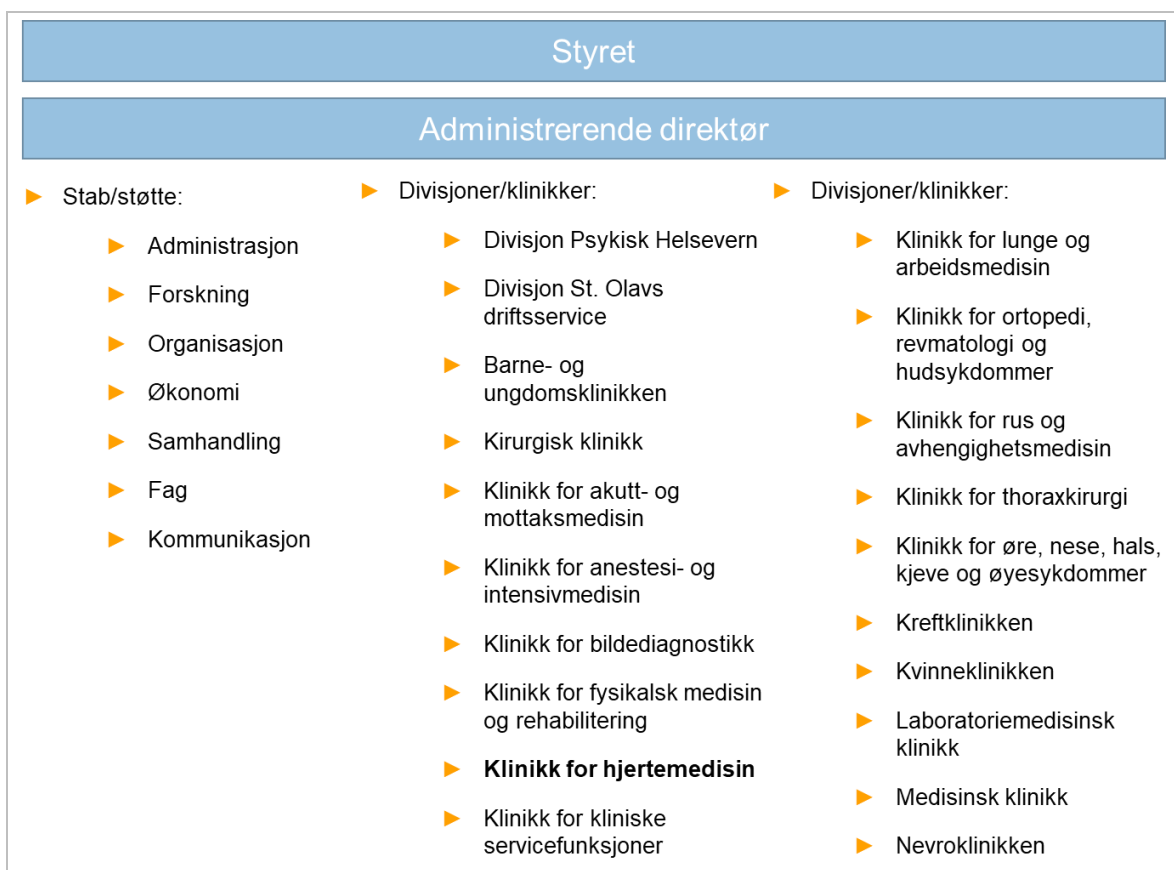 Styret
Administrerende direktør
Stab/støtte:
Administrasjon
Forskning
Organisasjon
Økonomi
Samhandling
Fag
Kommunikasjon
Divisjoner/klinikker:
Divisjon Psykisk Helsevern
Divisjon St. Olavs
driftsservice
Barne- og
ungdomsklinikken
Kirurgisk klinikk
Klinikk for akutt- og
mottaksmedisin
Klinikk for anestesi- og
intensivmedisin
Klinikk for bildediagnostikk
Klinikk for fysikalsk medisin
og rehabilitering
Klinikk for hjertemedisin
Klinikk for kliniske
servicefunksjoner
Divisjoner/klinikker:
Klinikk for lunge og
arbeidsmedisin
Klinikk for ortopedi,
revmatologi og
hudsykdommer
Klinikk for rus og
avhengighetsmedisin
Klinikk for thoraxkirurgi
Klinikk for øre, nese, hals,
kjeve og øyesykdommer
Kreftklinikken
Kvinneklinikken
Laboratoriemedisinsk
klinikk
Medisinsk klinikk
Nevroklinikken